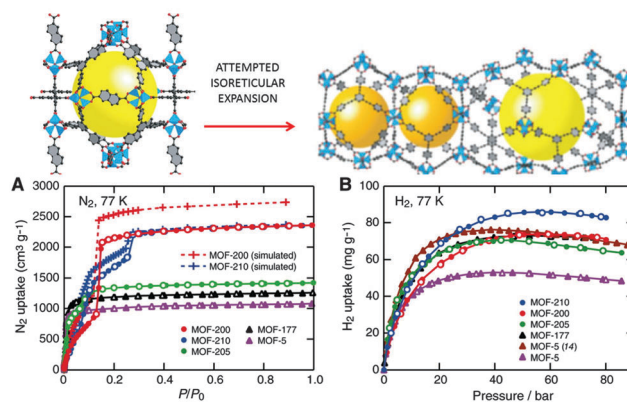 ATTEMPTED
ISORETICULAR
EXPANSION
A
N2, 77 K
N2 uptake (cm3 g-1)
3000
2500
2000
1500
1000
500
0
MOF-200 (simulated)
MOF-210 (simulated)
MOF-200
MOF-210
MOF-205
MOF-177
MOF-5
0.0 0.2 0.4 0.6 0.8 1.0
P/P0
B
H2, 77 K
H2 uptake (mg g-1)
100
80
60
40
20
0
MOF-210
MOF-200
MOF-205
MOF-177
MOF-5 (14)
MOF-5
0 20 40 60 80
Pressure / bar